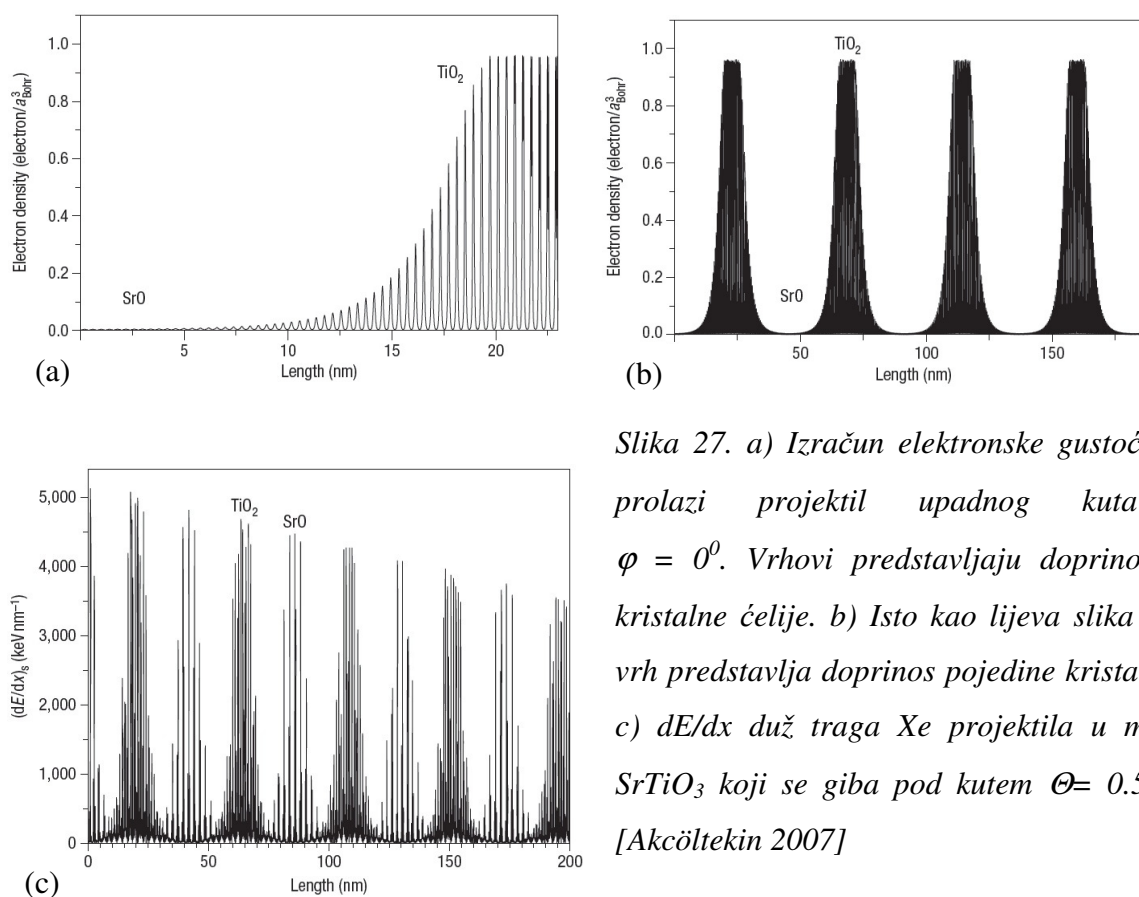 1.0
0.8
0.6
0.4
0.2
0.0
Electron density (electron/a³Bohr)
TiO₂
SrO
5
10
15
20
Length (nm)
(a)
1.0
0.8
0.6
0.4
0.2
0.0
Electron density (electron/a³Bohr)
TiO₂
SrO
50
100
150
Length (nm)
(b)
5,000
4,000
3,000
2,000
1,000
0
(dE/dx)s (keV nm⁻¹)
TiO₂
SrO
0
50
100
150
200
Length (nm)
(c)
Slika 27. a) Izračun elektronske gustoć
prolazi projektil upadnog kuta
φ = 0⁰. Vrhovi predstavljaju doprino
kristalne ćelije. b) Isto kao lijeva slika
vrh predstavlja doprinos pojedine krista
c) dE/dx duž traga Xe projektila u m
SrTiO₃ koji se giba pod kutem Θ= 0.5
[Akcöltekin 2007]